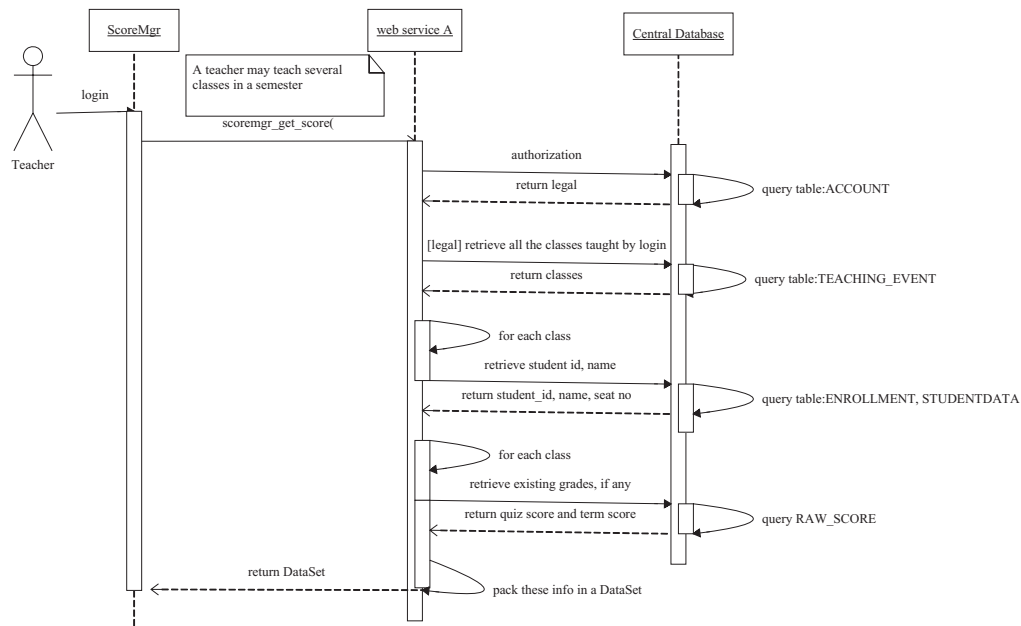 ScoreMgr
web service A
Central Database
A teacher may teach several
classes in a semester
login
scoremgr_get_score(
Teacher
authorization
return legal
query table:ACCOUNT
[legal] retrieve all the classes taught by login
return classes
query table:TEACHING_EVENT
for each class
retrieve student id, name
return student_id, name, seat no
query table:ENROLLMENT, STUDENTDATA
for each class
retrieve existing grades, if any
return quiz score and term score
query RAW_SCORE
return DataSet
pack these info in a DataSet